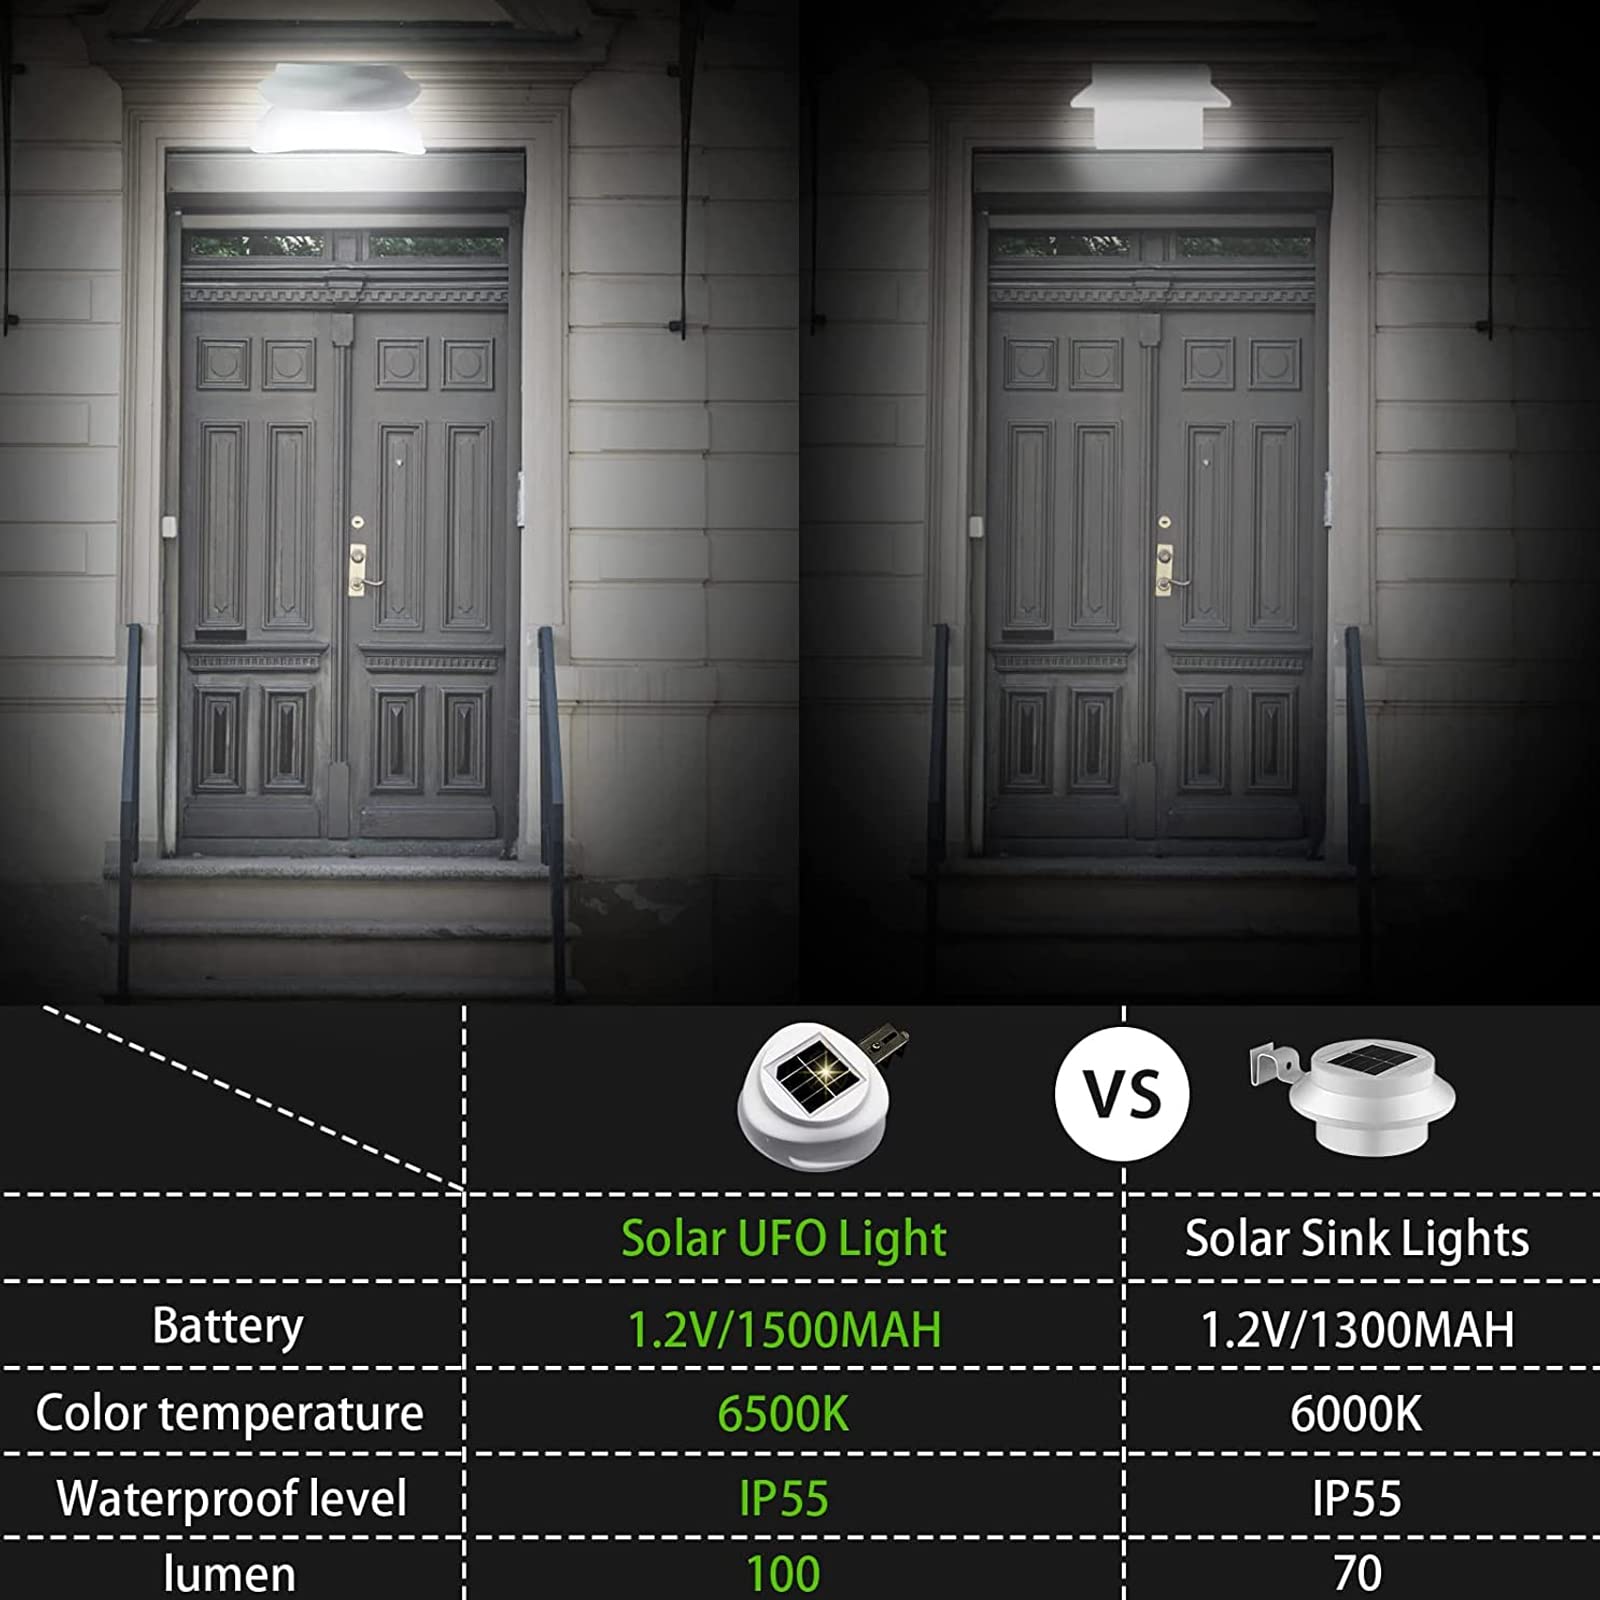 VS
Solar UFO Light Solar Sink Lights
Battery 1.2V/1500MAH 1.2V/1300MAH
Color temperature 6500K 6000K
Waterproof level IP55 IP55
lumen 100 70